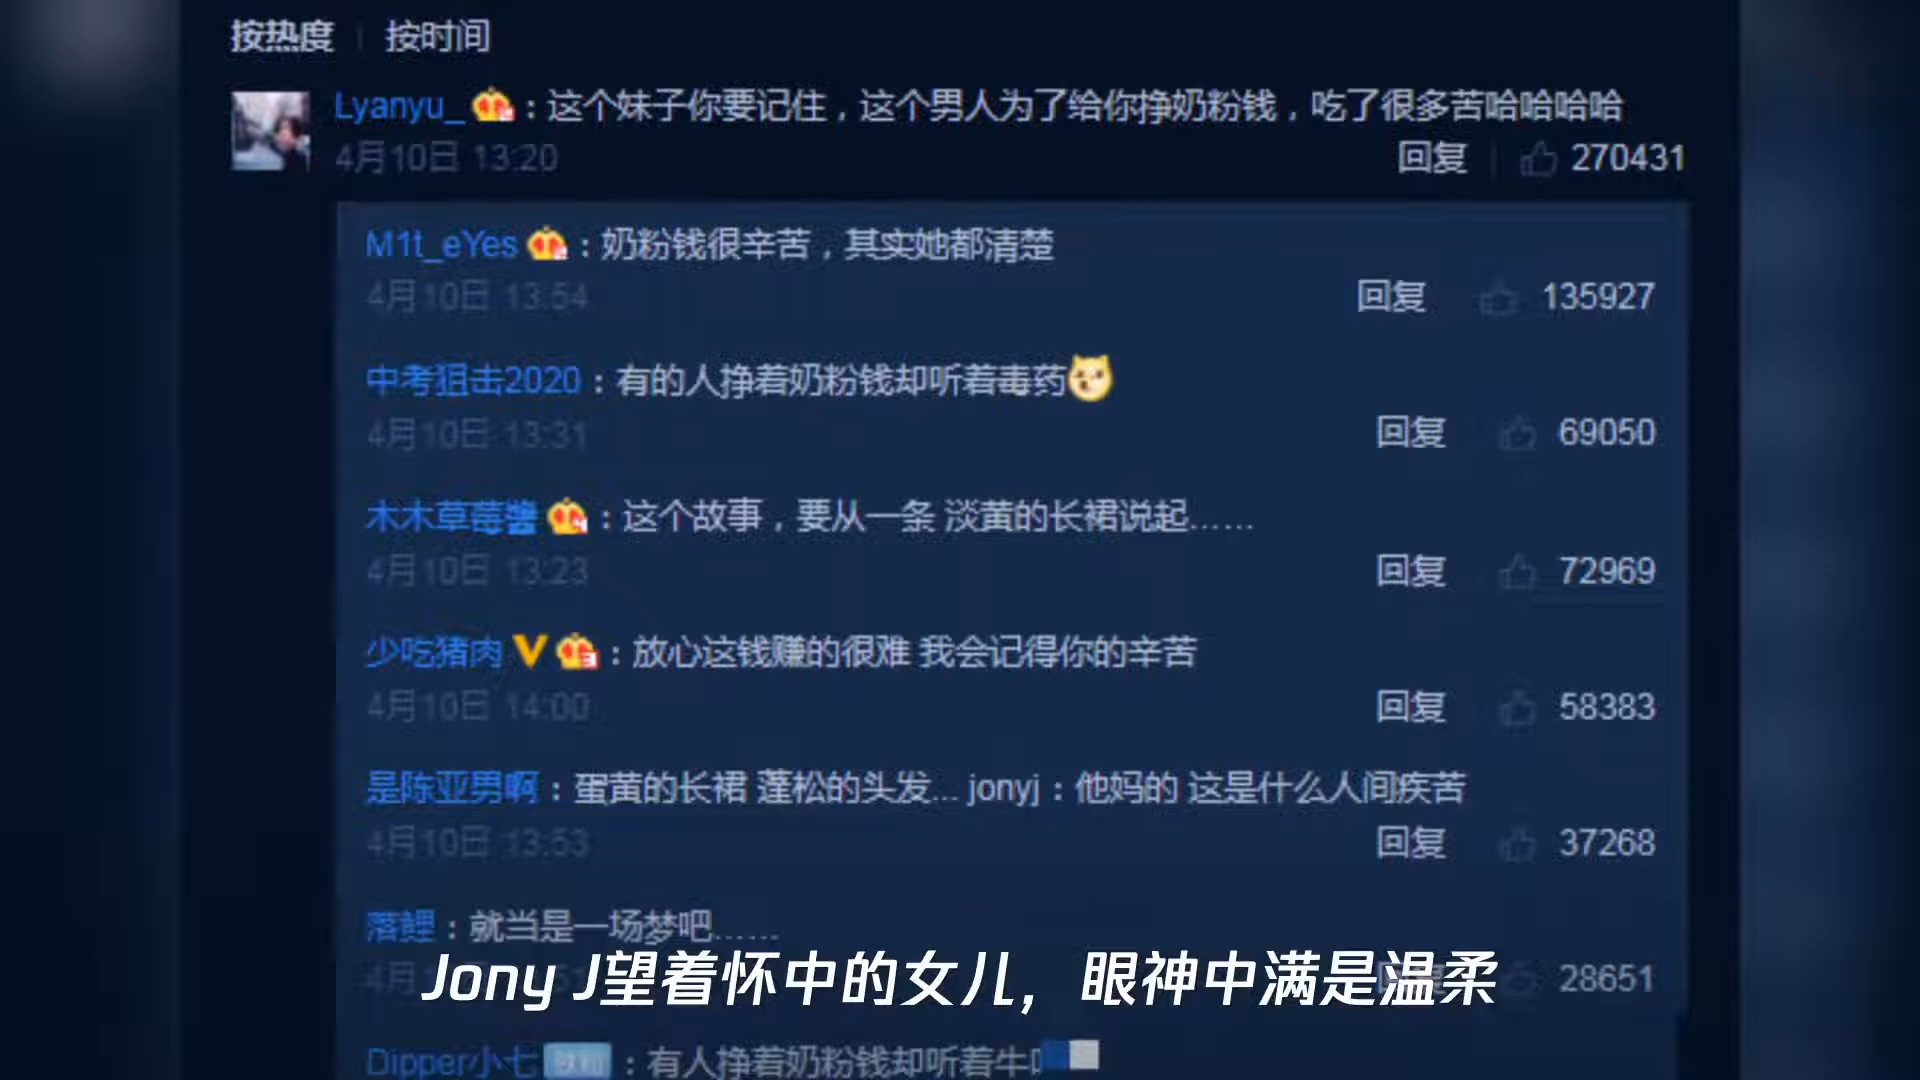 按热度 | 按时间
Lyanyu_：这个妹子你要记住，这个男人为了给你挣奶粉钱，吃了很多苦哈哈哈哈
4月10日 13:20 回复 270431
M1t_eYes：奶粉钱很辛苦，其实她都清楚
4月10日 13:54 回复 135927
中考狙击2020：有的人挣着奶粉钱却听着毒药
4月10日 13:31 回复 69050
木木草莓醬：这个故事，要从一条 淡黄的长裙说起……
4月10日 13:23 回复 72969
少吃猪肉 V：放心这钱赚的很难 我会记得你的辛苦
4月10日 14:00 回复 58383
是陈亚男啊：蛋黄的长裙 蓬松的头发... jonyj：他妈的 这是什么人间疾苦
4月10日 13:53 回复 37268
落鲤：就当是一场梦吧……
4月 28651
Jony J望着怀中的女儿，眼神中满是温柔
Dipper小七：有人挣着奶粉钱却听着牛